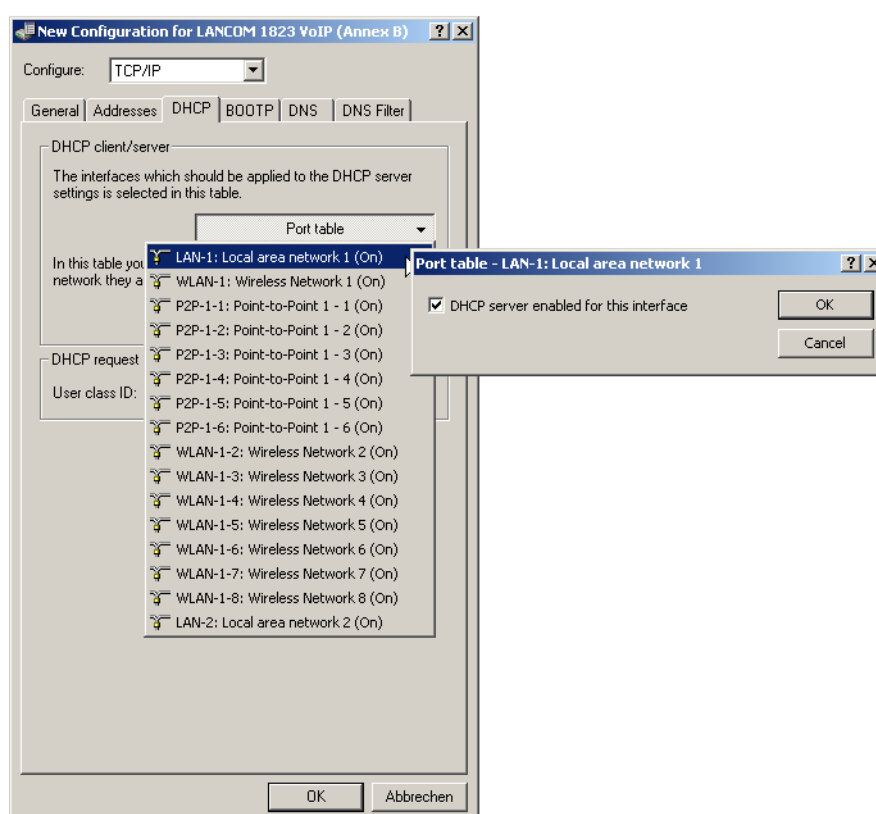 New Configuration for LANCOM 1823 VoIP (Annex B)
Configure: TCP/IP
General Addresses DHCP BOOTP DNS DNS Filter
DHCP client/server
The interfaces which should be applied to the DHCP server
settings is selected in this table.
Port table
In this table you
network they a
LAN-1: Local area network 1 (On)
WLAN-1: Wireless Network 1 (On)
P2P-1-1: Point-to-Point 1 - 1 (On)
P2P-1-2: Point-to-Point 1 - 2 (On)
P2P-1-3: Point-to-Point 1 - 3 (On)
P2P-1-4: Point-to-Point 1 - 4 (On)
P2P-1-5: Point-to-Point 1 - 5 (On)
P2P-1-6: Point-to-Point 1 - 6 (On)
WLAN-1-2: Wireless Network 2 (On)
WLAN-1-3: Wireless Network 3 (On)
WLAN-1-4: Wireless Network 4 (On)
WLAN-1-5: Wireless Network 5 (On)
WLAN-1-6: Wireless Network 6 (On)
WLAN-1-7: Wireless Network 7 (On)
WLAN-1-8: Wireless Network 8 (On)
LAN-2: Local area network 2 (On)
DHCP request
User class ID:
Port table - LAN-1: Local area network 1
DHCP server enabled for this interface
OK
Cancel
OK
Abbrechen